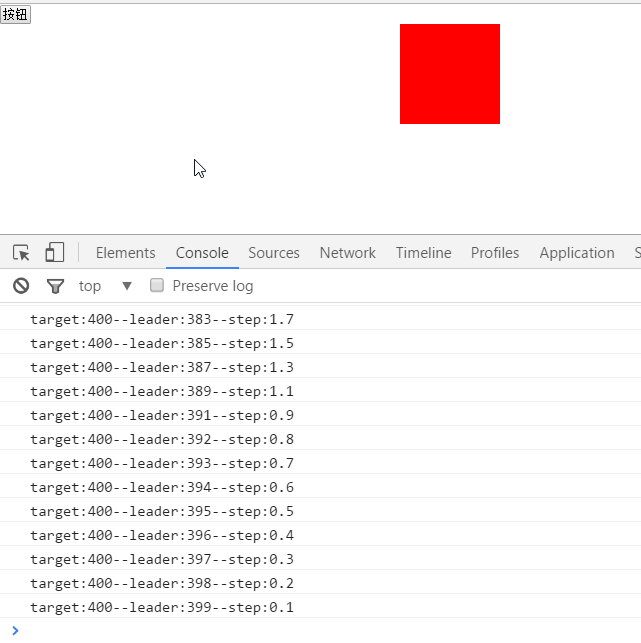 按钮
Elements Console Sources Network Timeline Profiles Application S
top Preserve log
target:400--leader:383--step:1.7
target:400--leader:385--step:1.5
target:400--leader:387--step:1.3
target:400--leader:389--step:1.1
target:400--leader:391--step:0.9
target:400--leader:392--step:0.8
target:400--leader:393--step:0.7
target:400--leader:394--step:0.6
target:400--leader:395--step:0.5
target:400--leader:396--step:0.4
target:400--leader:397--step:0.3
target:400--leader:398--step:0.2
target:400--leader:399--step:0.1